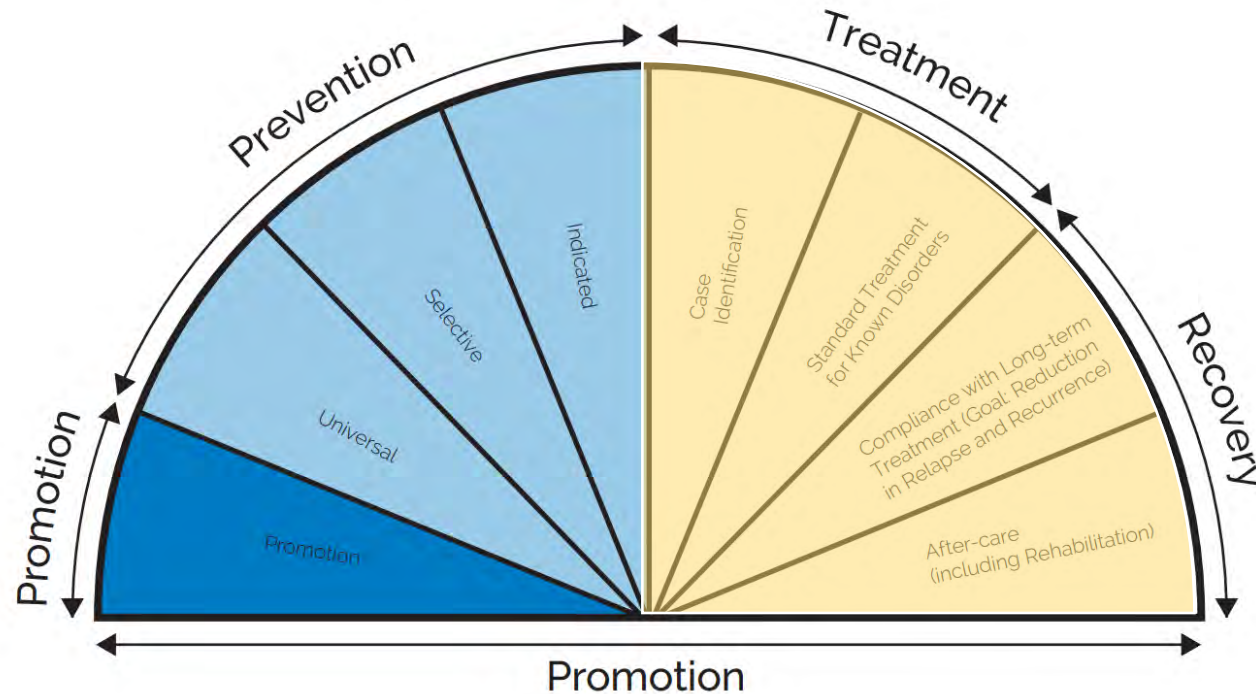 Prevention
Treatment
Promotion
Recovery
Promotion
Universal
Selective
Indicated
Case
Identification
Standard Treatment
for Known Disorders
Compliance with Long-term
Treatment (Goal: Reduction
in Relapse and Recurrence)
After-care
(including Rehabilitation)
Promotion